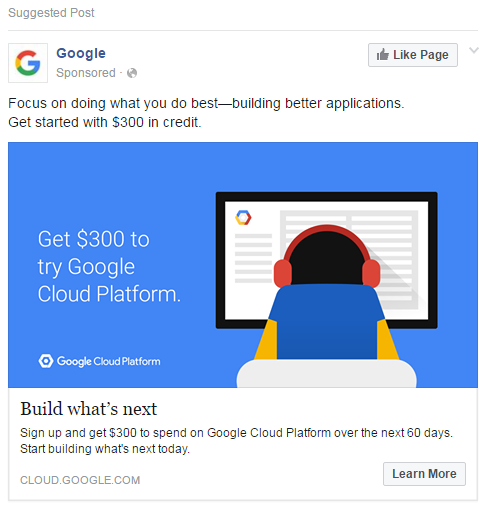 Suggested Post
Google
Like Page
Sponsored ·
Focus on doing what you do best—building better applications.
Get started with $300 in credit.
Get $300 to
try Google
Cloud Platform.
Google Cloud Platform
Build what's next
Sign up and get $300 to spend on Google Cloud Platform over the next 60 days.
Start building what's next today.
CLOUD.GOOGLE.COM
Learn More